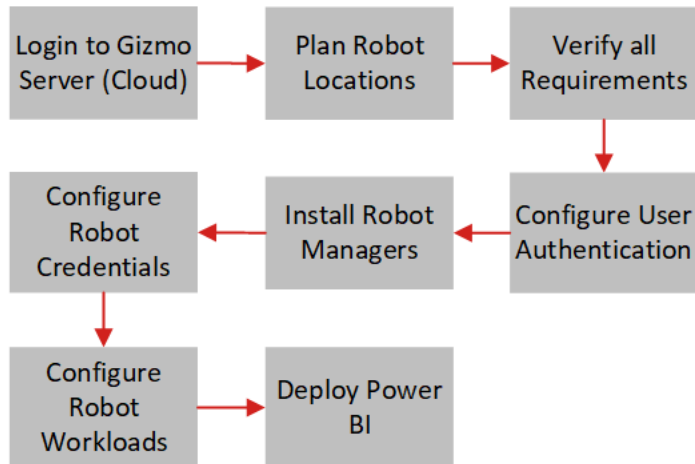 Login to Gizmo
Server (Cloud)
Plan Robot
Locations
Verify all
Requirements
Configure User
Authentication
Install Robot
Managers
Configure
Robot
Credentials
Configure
Robot
Workloads
Deploy Power
BI